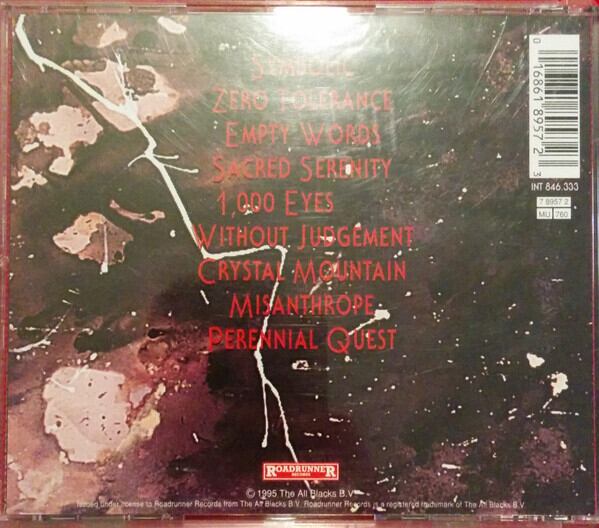 Symbolic
Zero Tolerance
Empty Words
Sacred Serenity
1,000 Eyes
Without Judgement
Crystal Mountain
Misanthrope
Perennial Quest
0 16861 89572 3
INT 846.333
7 8957 2
MU 760
ROADRUNNER
RECORDS
© 1995 The All Blacks B.V.
Issued under license to Roadrunner Records from The All Blacks B.V. Roadrunner Records is a registered trademark of The All Blacks B.V.